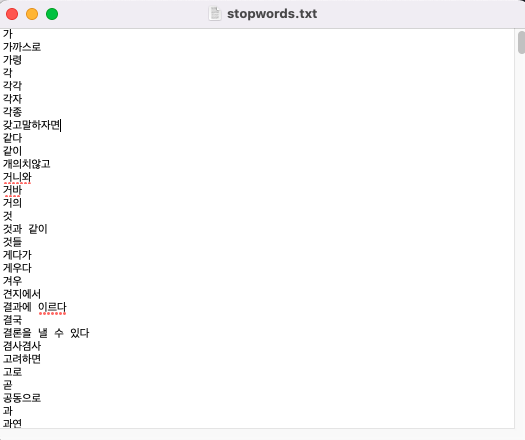 stopwords.txt
가
가까스로
가령
각
각각
각자
각종
갖고말하자면
같다
같이
개의치않고
거니와
거바
거의
것
것과 같이
것들
게다가
게우다
겨우
견지에서
결과에 이르다
결국
결론을 낼 수 있다
겸사겸사
고려하면
고로
곧
공동으로
과
과연